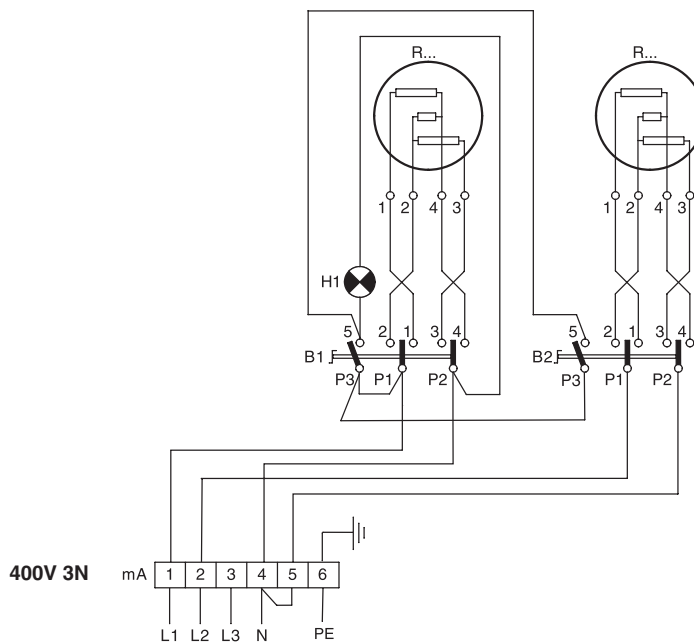 R... R...
1 2 4 3 1 2 4 3
H1
5 2 1 3 4 5 2 1 3 4
B1 B2
P3 P1 P2 P3 P1 P2
400V 3N mA 1 2 3 4 5 6
L1 L2 L3 N PE